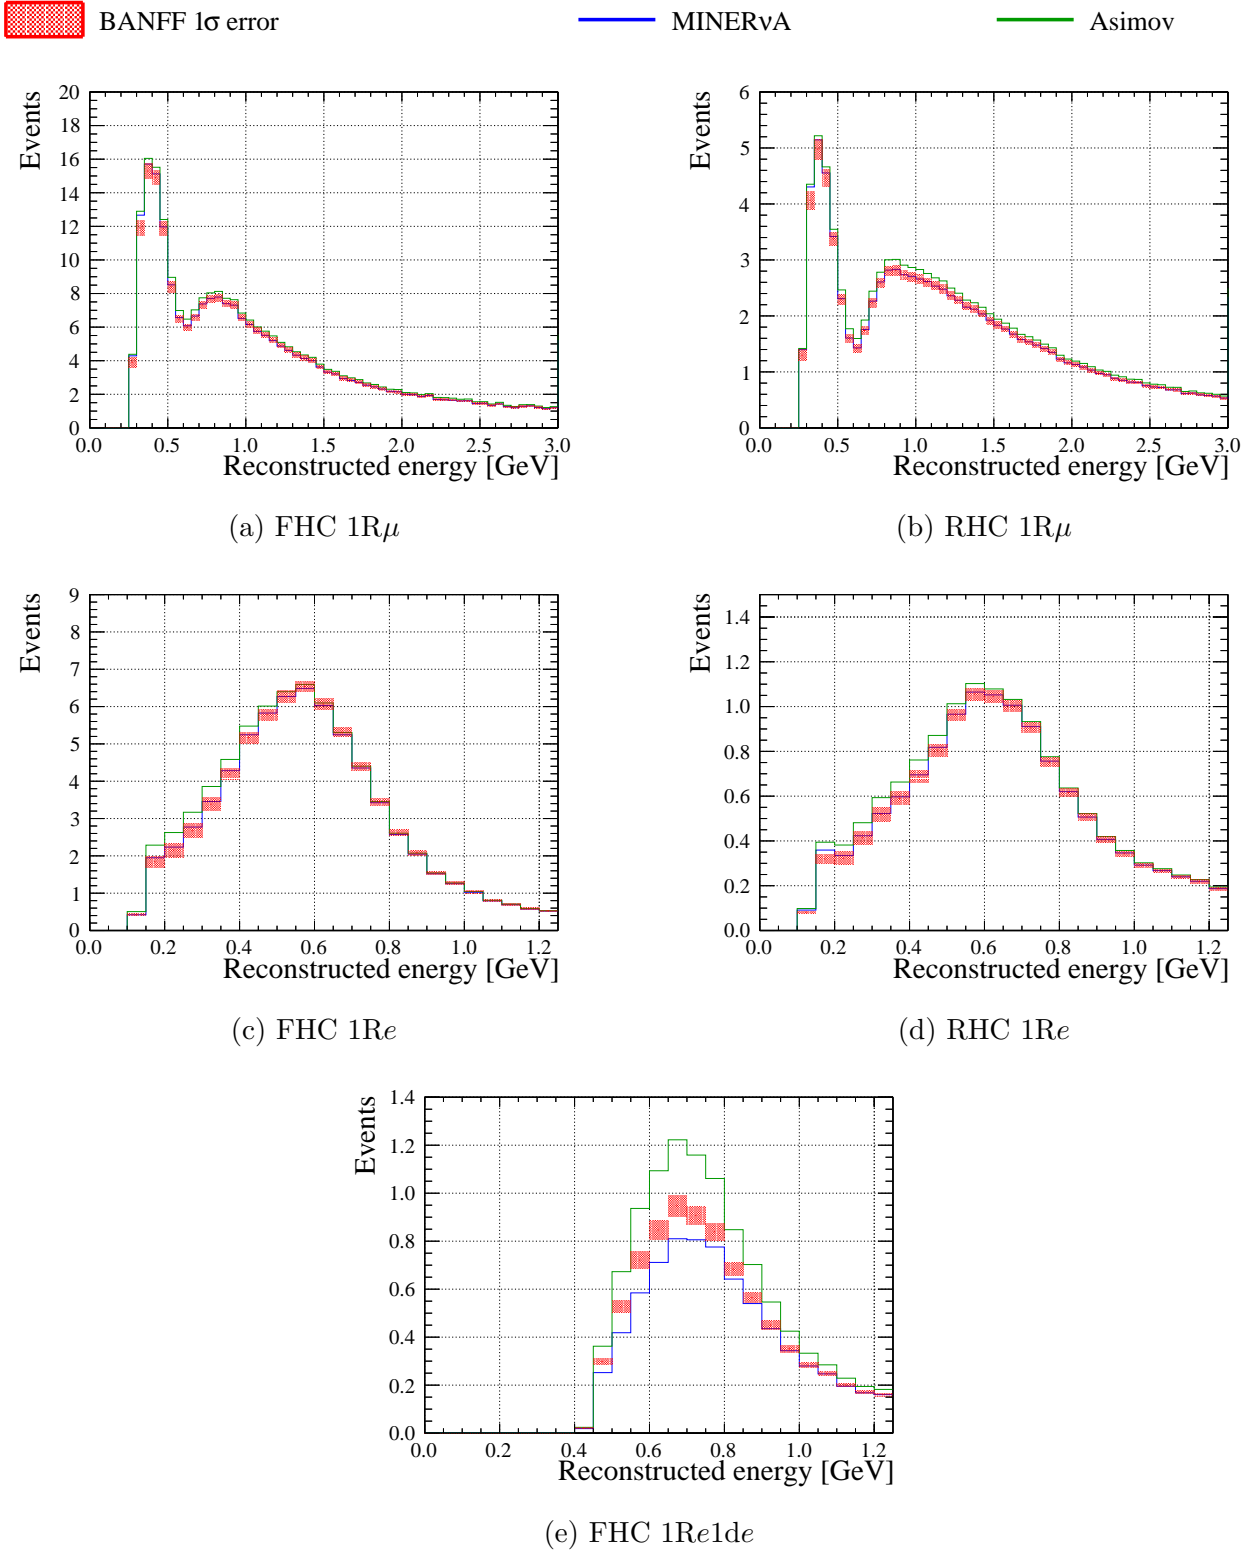 BANFF 1σ error MINERνA Asimov
Events
20
18
16
14
12
10
8
6
4
2
0
0.0 0.5 1.0 1.5 2.0 2.5 3.0
Reconstructed energy [GeV]
(a) FHC 1Rμ
Events
6
5
4
3
2
1
0
0.0 0.5 1.0 1.5 2.0 2.5 3.0
Reconstructed energy [GeV]
(b) RHC 1Rμ
Events
9
8
7
6
5
4
3
2
1
0
0.0 0.2 0.4 0.6 0.8 1.0 1.2
Reconstructed energy [GeV]
(c) FHC 1Re
Events
1.4
1.2
1.0
0.8
0.6
0.4
0.2
0.0
0.0 0.2 0.4 0.6 0.8 1.0 1.2
Reconstructed energy [GeV]
(d) RHC 1Re
Events
1.4
1.2
1.0
0.8
0.6
0.4
0.2
0.0
0.0 0.2 0.4 0.6 0.8 1.0 1.2
Reconstructed energy [GeV]
(e) FHC 1Re1de